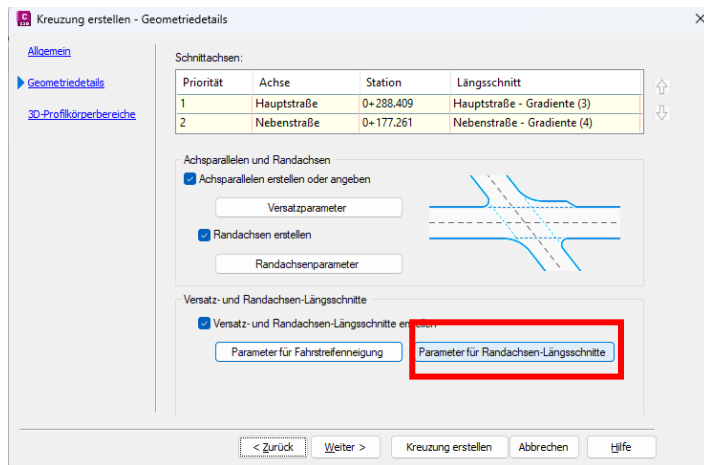 Kreuzung erstellen - Geometriedetails
Allgemein
Geometriedetails
3D-Profilkörperbereiche
Schnittachsen:
Priorität Achse Station Längsschnitt
1 Hauptstraße 0+288.409 Hauptstraße - Gradiente (3)
2 Nebenstraße 0+177.261 Nebenstraße - Gradiente (4)
Achsparallelen und Randachsen
Achsparallelen erstellen oder angeben
Versatzparameter
Randachsen erstellen
Randachsenparameter
Versatz- und Randachsen-Längsschnitte
Versatz- und Randachsen-Längsschnitte erstellen
Parameter für Fahrstreifenneigung Parameter für Randachsen-Längsschnitte
< Zurück Weiter > Kreuzung erstellen Abbrechen Hilfe